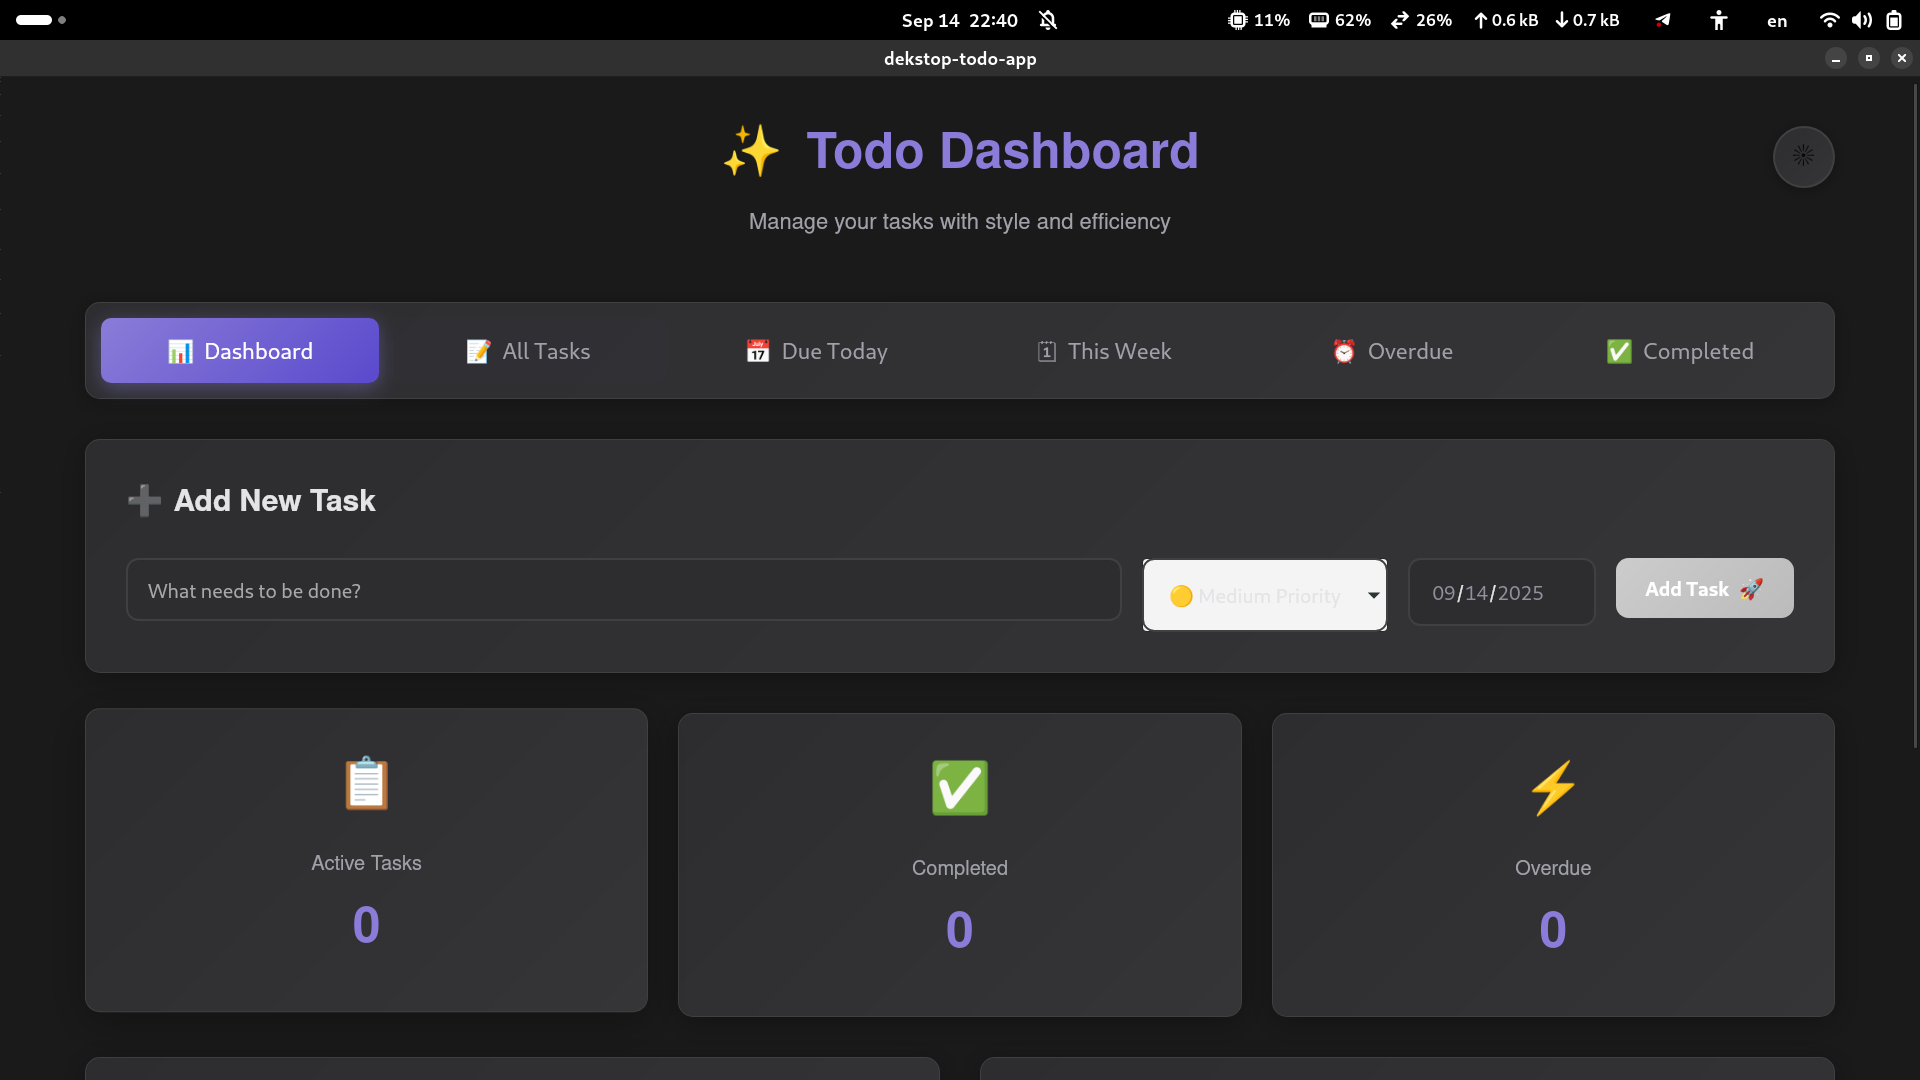 Sep 14 22:40
11% 62% 26% 0.6 kB 0.7 kB en
dekstop-todo-app
Todo Dashboard
Manage your tasks with style and efficiency
Dashboard
All Tasks
Due Today
This Week
Overdue
Completed
Add New Task
What needs to be done?
Medium Priority
09/14/2025
Add Task
Active Tasks
0
Completed
0
Overdue
0